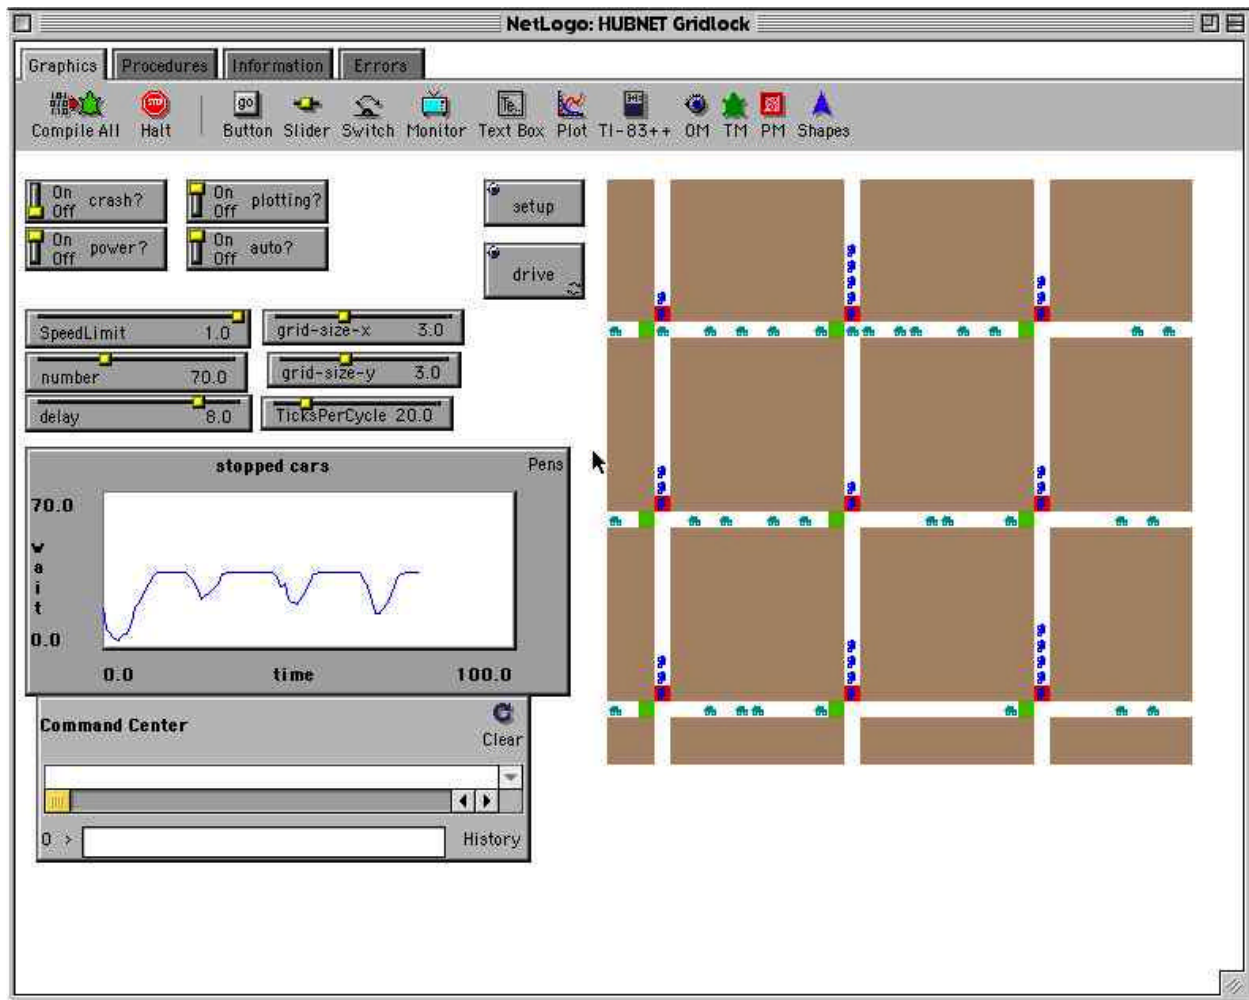 NetLogo: HUBNET Gridlock
Graphics Procedures Information Errors
Compile All Halt Button Slider Switch Monitor Text Box Plot TI-83++ OM TM PM Shapes
On Off crash? On Off plotting? setup
On Off power? On Off auto? drive
SpeedLimit 1.0 grid-size-x 3.0
number 70.0 grid-size-y 3.0
delay 8.0 TicksPerCycle 20.0
stopped cars Pens
70.0
wait
0.0
0.0 time 100.0
Command Center Clear
0 > History